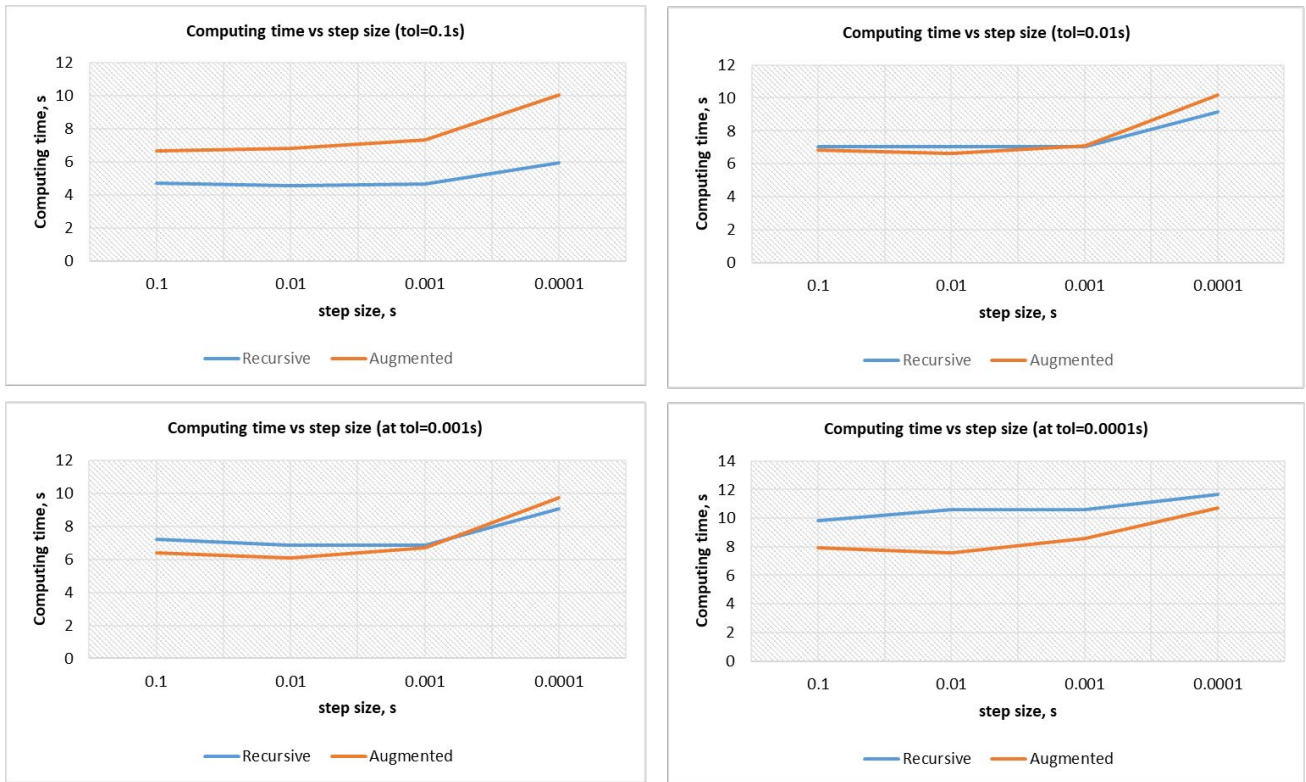 Computing time vs step size (tol=0.1s)
Computing time, s
12
10
8
6
4
2
0
0.1 0.01 0.001 0.0001
step size, s
Recursive Augmented
Computing time vs step size (tol=0.01s)
Computing time, s
12
10
8
6
4
2
0
0.1 0.01 0.001 0.0001
step size, s
Recursive Augmented
Computing time vs step size (at tol=0.001s)
Computing time, s
12
10
8
6
4
2
0
0.1 0.01 0.001 0.0001
step size, s
Recursive Augmented
Computing time vs step size (at tol=0.0001s)
Computing time, s
14
12
10
8
6
4
2
0
0.1 0.01 0.001 0.0001
step size, s
Recursive Augmented